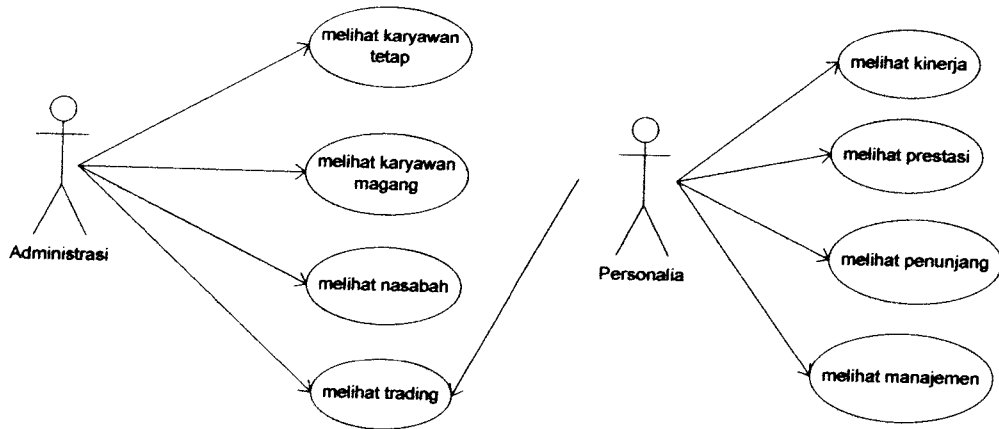 melihat karyawan
tetap
melihat karyawan
magang
Administrasi
melihat nasabah
melihat trading
melihat kinerja
melihat prestasi
Personalia
melihat penunjang
melihat manajemen